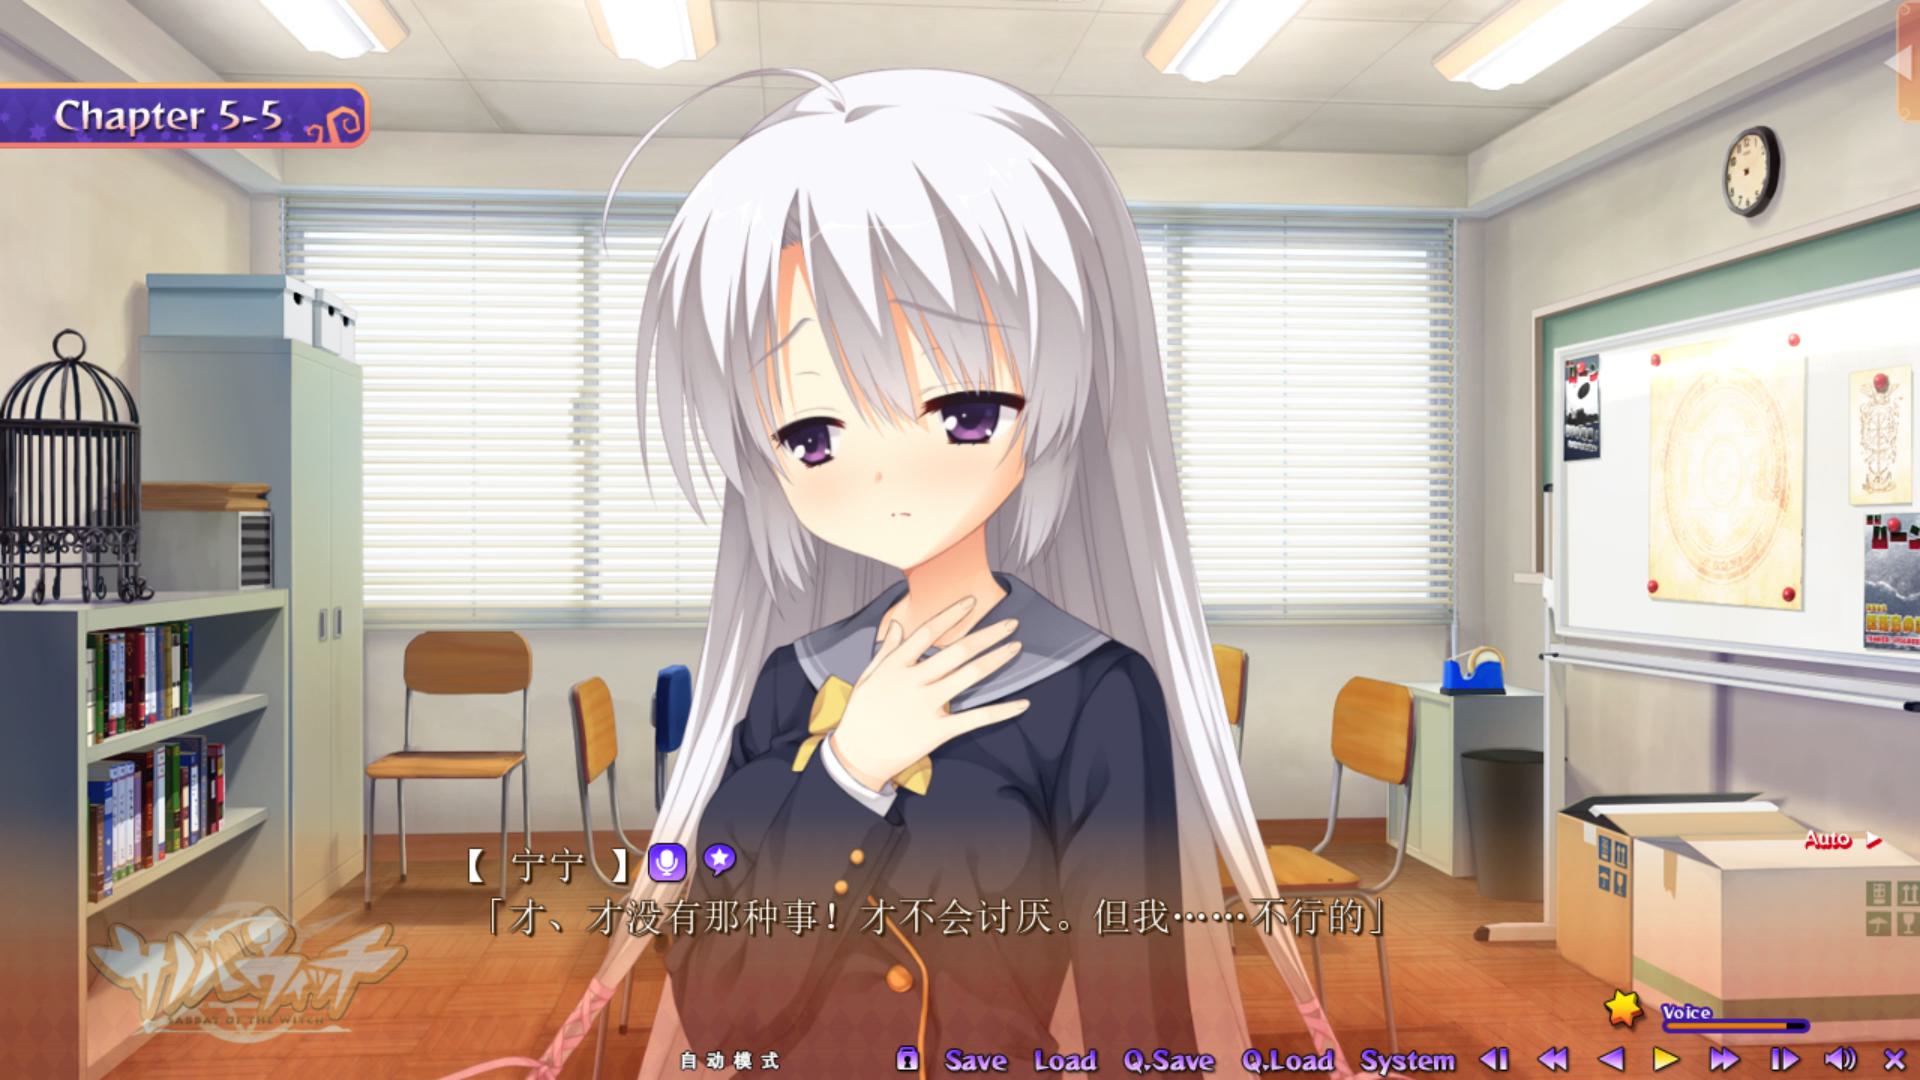 Chapter 5-5
【 宁宁 】
「才、才没有那种事！才不会讨厌。但我……不行的」
Auto
サノバウィッチ
SABBAT OF THE WITCH
Voice
自动模式
Save Load Q.Save Q.Load System